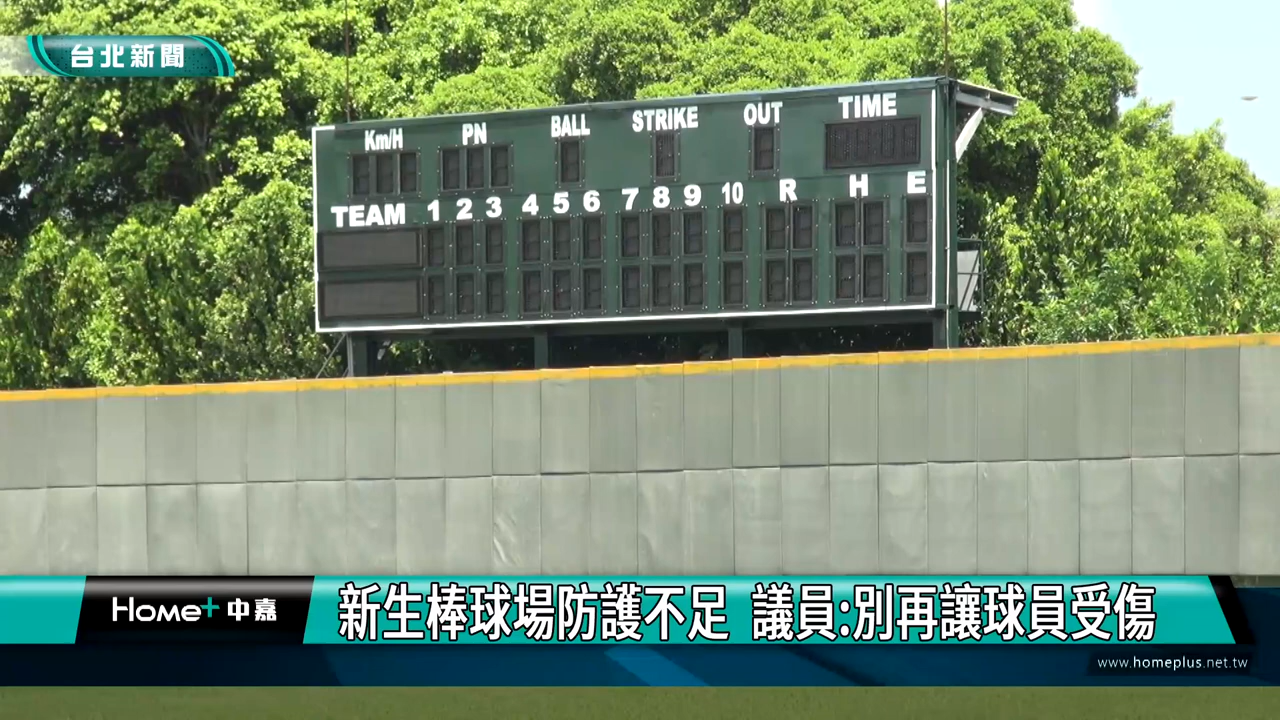 台北新聞
Km/H PN BALL STRIKE OUT TIME
TEAM 1 2 3 4 5 6 7 8 9 10 R H E
Home+ 中嘉
新生棒球場防護不足 議員:別再讓球員受傷
www.homeplus.net.tw